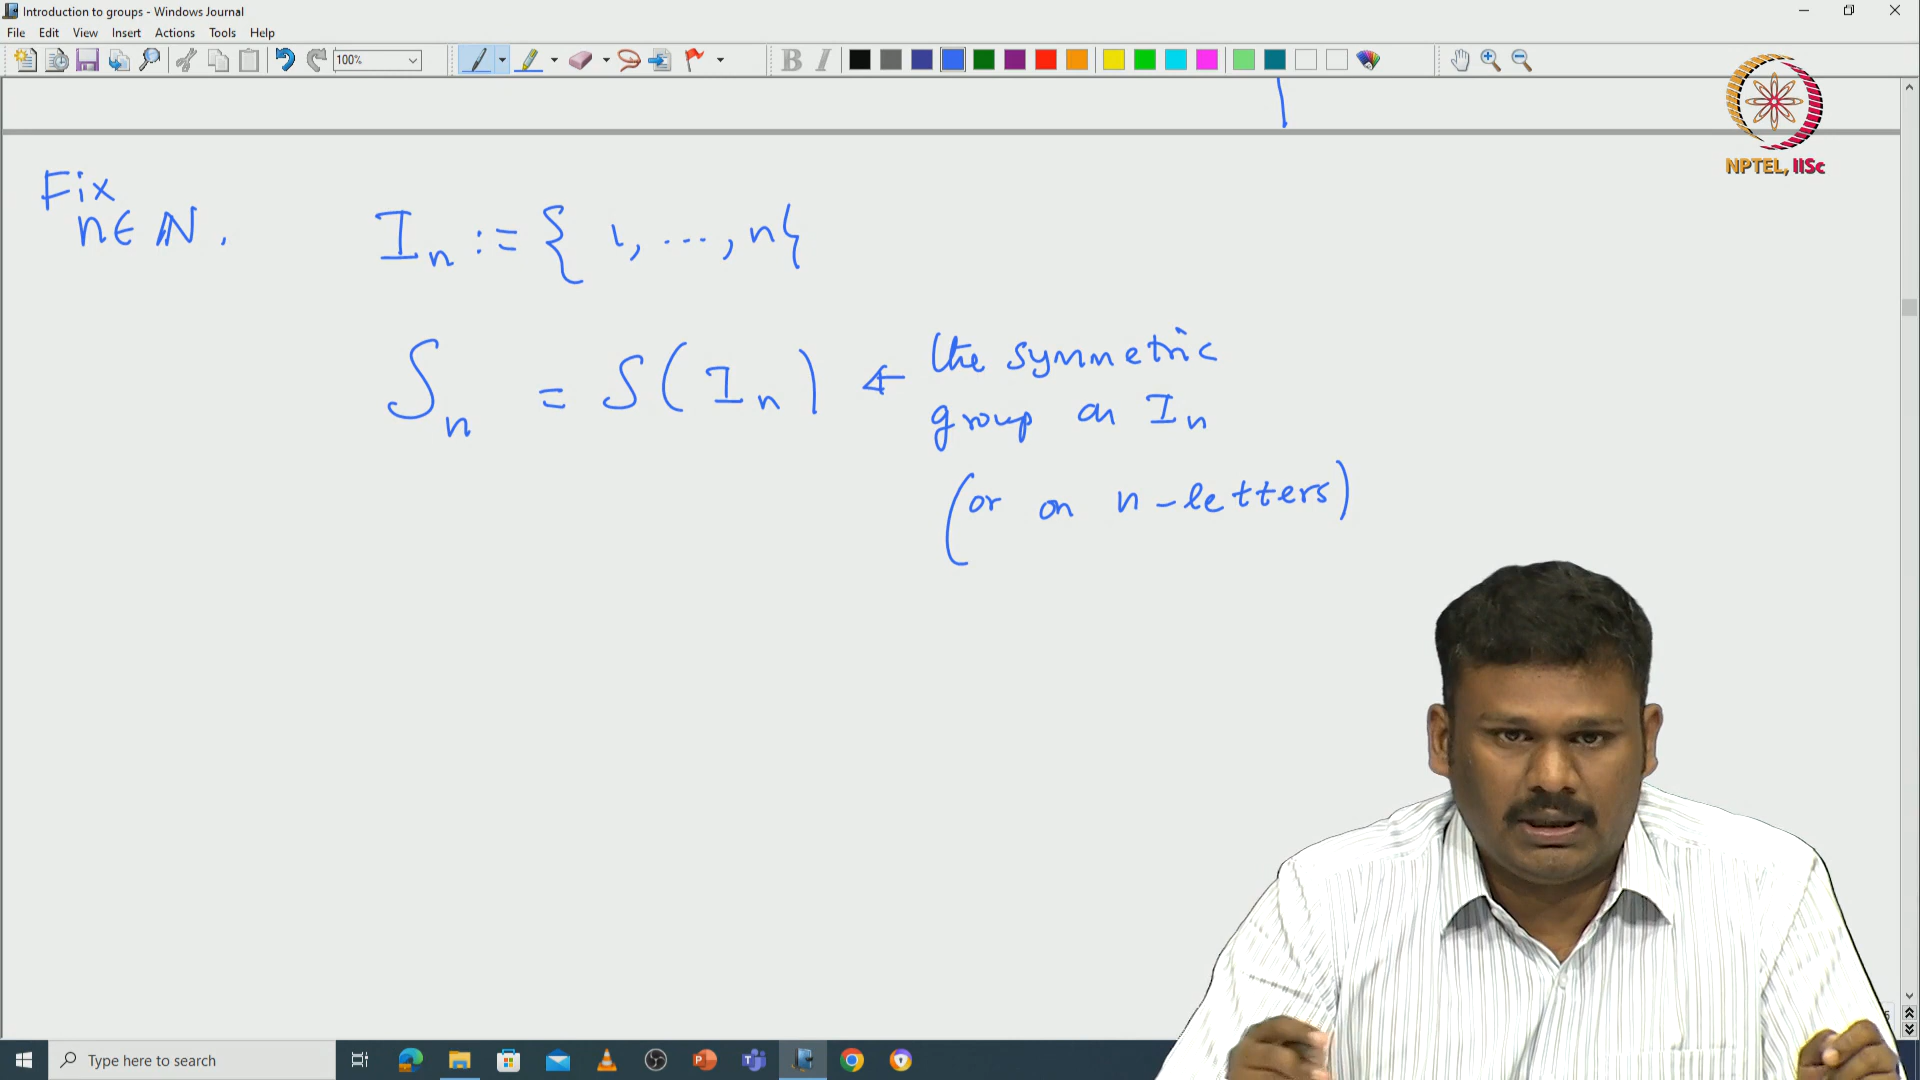 Introduction to groups - Windows Journal
File Edit View Insert Actions Tools Help
100%
B I
NPTEL, IISc
Fix
n ∈ ℕ.
I_n := { 1, ..., n {
S_n = S(I_n) ← the symmetric
group on I_n
(or on n-letters)
Type here to search